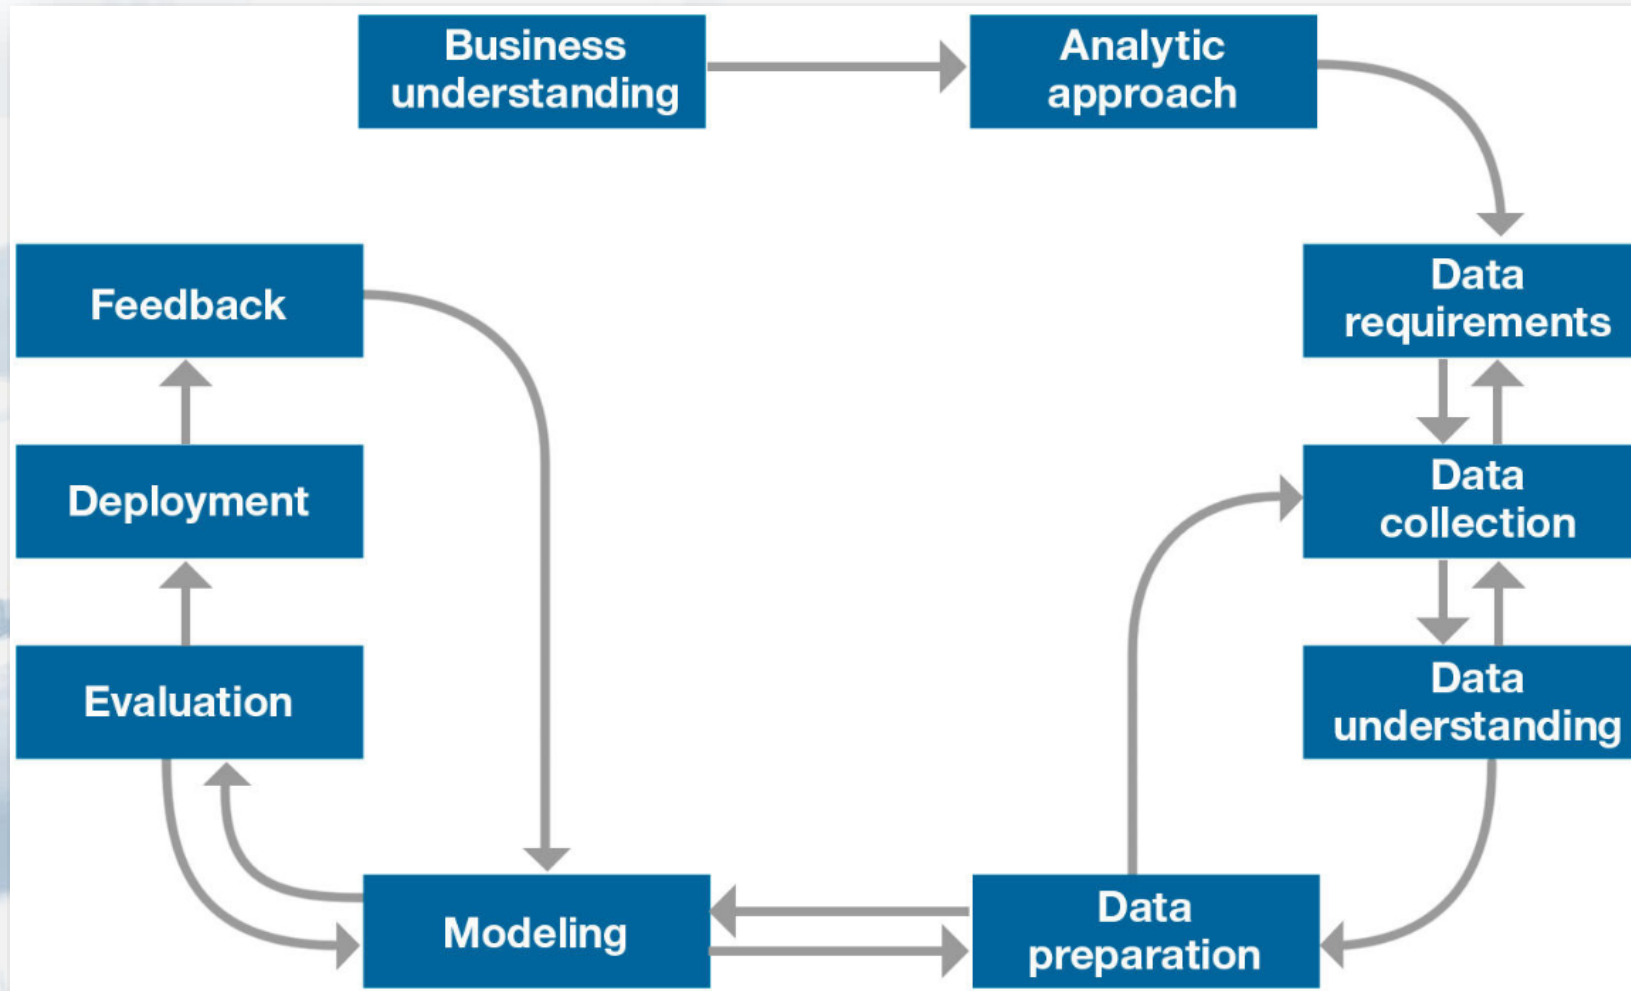 Business
understanding
Analytic
approach
Data
requirements
Data
collection
Data
understanding
Data
preparation
Modeling
Evaluation
Deployment
Feedback